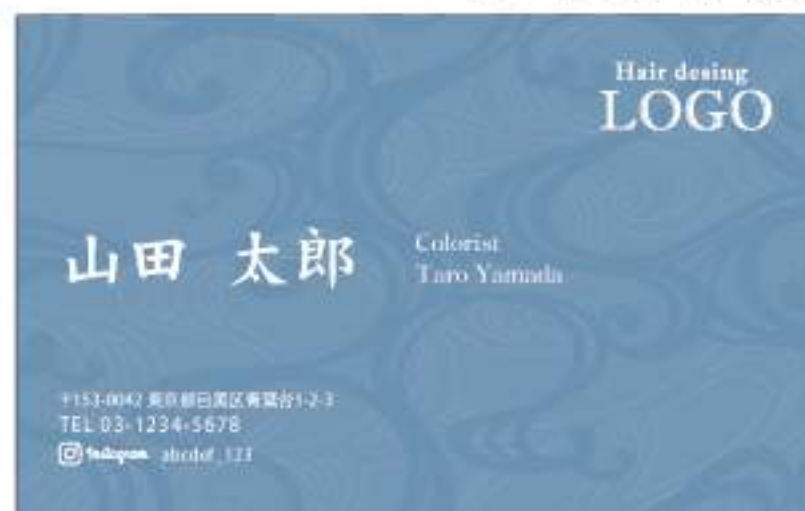 Hair desing
LOGO
山田 太郎
Colorist
Taro Yamada
〒153-0042 東京都目黒区青葉台1-2-3
TEL 03-1234-5678
Instagram abcdef_123